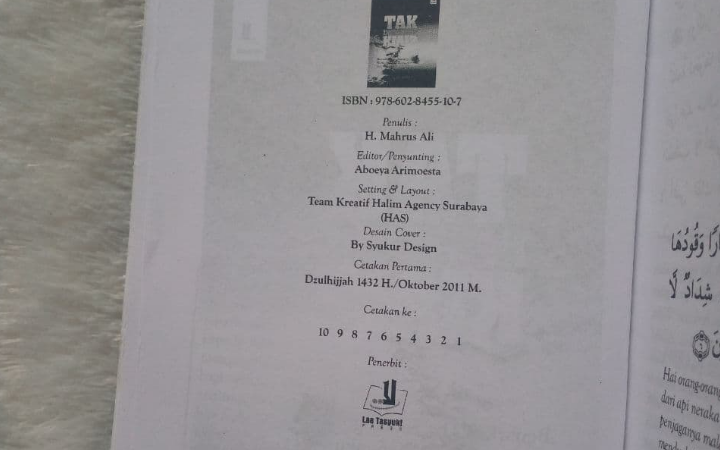 TAK
ISBN : 978-602-8455-10-7
Penulis :
H. Mahrus Ali
Editor/Penyunting :
Aboeya Arimoesta
Setting & Layout :
Team Kreatif Halim Agency Surabaya
(HAS)
Desain Cover :
By Syukur Design
Cetakan Pertama :
Dzulhijjah 1432 H./Oktober 2011 M.
Cetakan ke :
10 9 8 7 6 5 4 3 2 1
Penerbit :
Laa Tasyuat
PRESS
وَقُودُهَا
شِدَادٌ لَّا
Hai orang-orang
dari api neraka
penjaganya